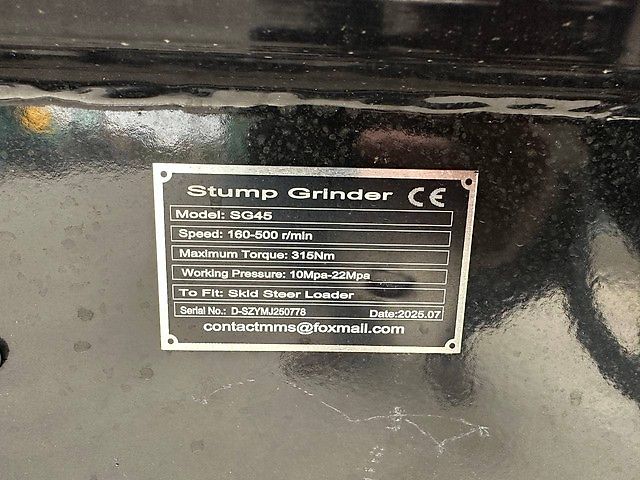 Stump Grinder CE
Model: SG45
Speed: 160-500 r/min
Maximum Torque: 315Nm
Working Pressure: 10Mpa-22Mpa
To Fit: Skid Steer Loader
Serial No.: D-SZYMJ250776 Date:2025.07
contactmms@foxmail.com